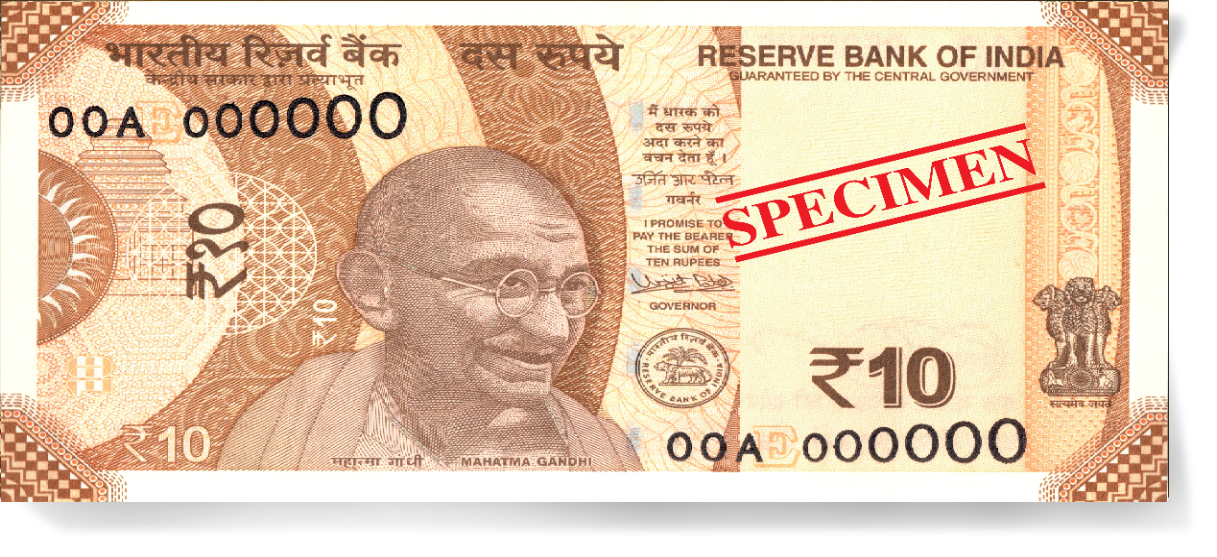 भारतीय रिज़र्व बैंक
केन्द्रीय सरकार द्वारा प्रत्याभूत
दस रुपये
RESERVE BANK OF INDIA
GUARANTEED BY THE CENTRAL GOVERNMENT
00A 000000
मैं धारक को
दस रुपये
अदा करने का
वचन देता हूँ ।
उर्जित आर. पटेल
गवर्नर
I PROMISE TO
PAY THE BEARER
THE SUM OF
TEN RUPEES
GOVERNOR
SPECIMEN
₹१०
₹10
भारतीय रिज़र्व बैंक
RESERVE BANK OF INDIA
₹10
सत्यमेव जयते
₹10
महात्मा गांधी
MAHATMA GANDHI
00A 000000